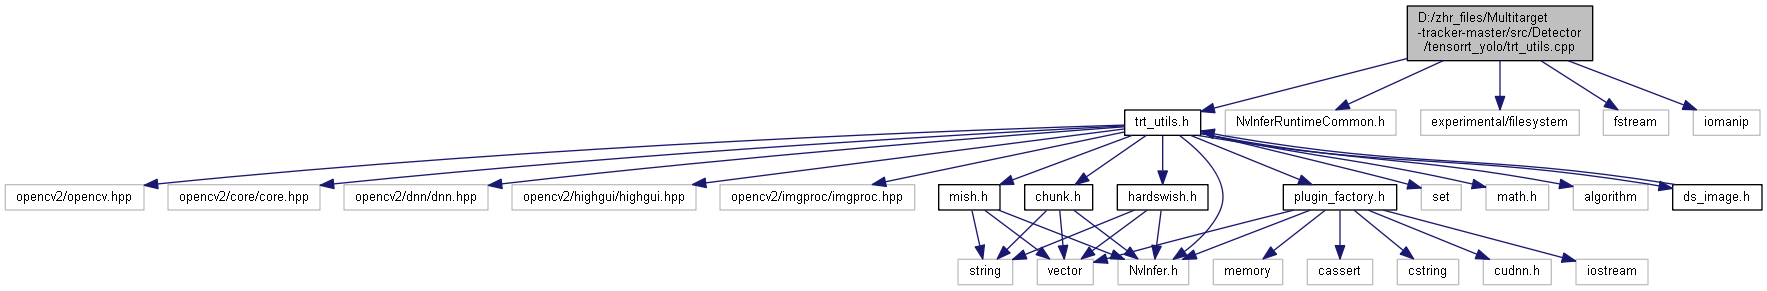 D:/zhr_files/Multitarget
-tracker-master/src/Detector
/tensorrt_yolo/trt_utils.cpp
trt_utils.h
NvInferRuntimeCommon.h
experimental/filesystem
fstream
iomanip
opencv2/opencv.hpp
opencv2/core/core.hpp
opencv2/dnn/dnn.hpp
opencv2/highgui/highgui.hpp
opencv2/imgproc/imgproc.hpp
mish.h
chunk.h
hardswish.h
plugin_factory.h
set
math.h
algorithm
ds_image.h
string
vector
NvInfer.h
memory
cassert
cstring
cudnn.h
iostream